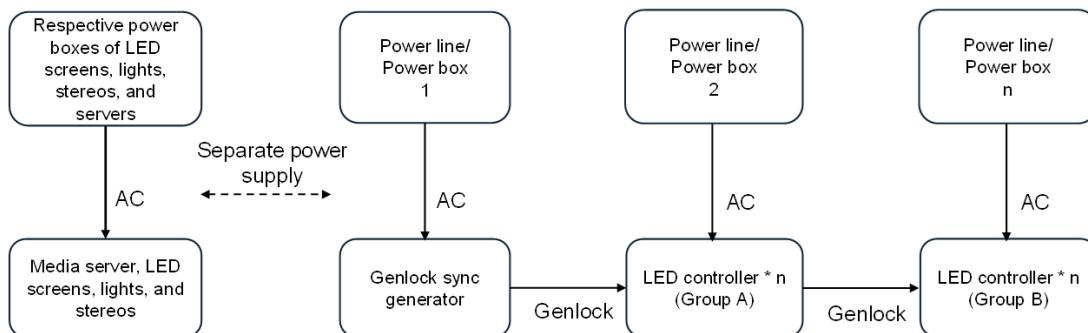 Respective power
boxes of LED
screens, lights,
stereos, and
servers
Power line/
Power box
1
Power line/
Power box
2
Power line/
Power box
n
Separate power
supply
AC
AC
AC
AC
Media server, LED
screens, lights, and
stereos
Genlock sync
generator
Genlock
LED controller * n
(Group A)
Genlock
LED controller * n
(Group B)